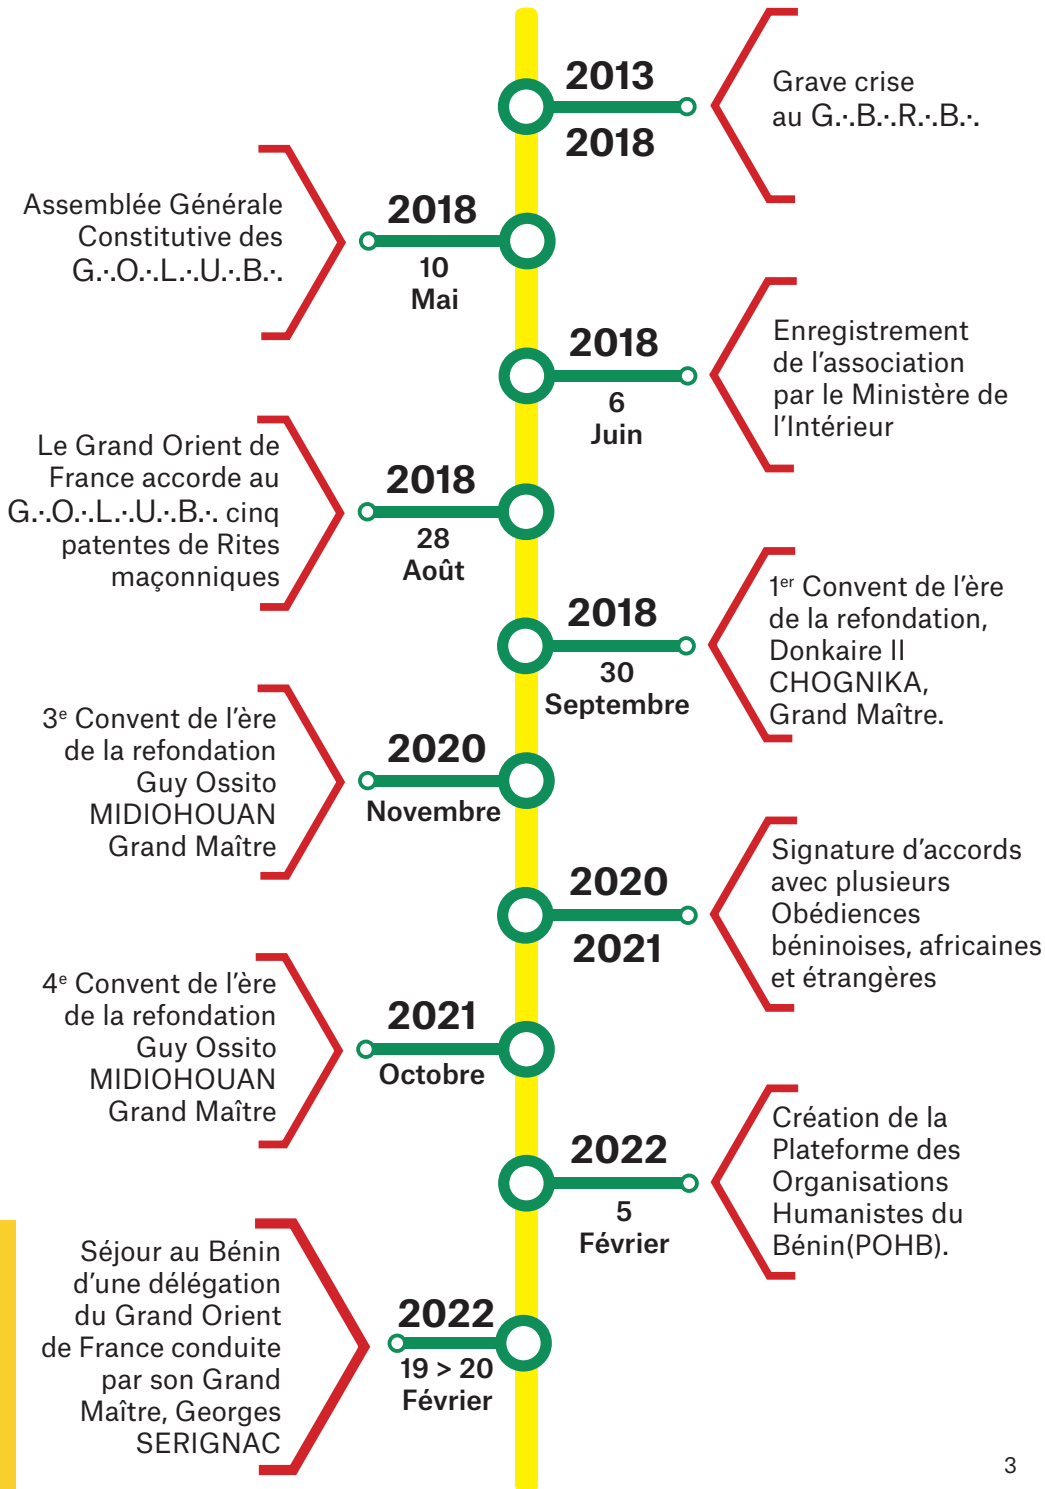 2013
2018
Grave crise
au G.·.B.·.R.·.B.·.
Assemblée Générale
Constitutive des
G.·.O.·.L.·.U.·.B.·.
2018
10
Mai
2018
6
Juin
Enregistrement
de l’association
par le Ministère de
l’Intérieur
Le Grand Orient de
France accorde au
G.·.O.·.L.·.U.·.B.·. cinq
patentes de Rites
maçonniques
2018
28
Août
2018
30
Septembre
1er Convent de l’ère
de la refondation,
Donkaire II
CHOGNIKA,
Grand Maître.
3e Convent de l’ère
de la refondation
Guy Ossito
MIDIOHOUAN
Grand Maître
2020
Novembre
2020
2021
Signature d’accords
avec plusieurs
Obédiences
béninoises, africaines
et étrangères
4e Convent de l’ère
de la refondation
Guy Ossito
MIDIOHOUAN
Grand Maître
2021
Octobre
2022
5
Février
Création de la
Plateforme des
Organisations
Humanistes du
Bénin(POHB).
Séjour au Bénin
d’une délégation
du Grand Orient
de France conduite
par son Grand
Maître, Georges
SERIGNAC
2022
19 > 20
Février
3